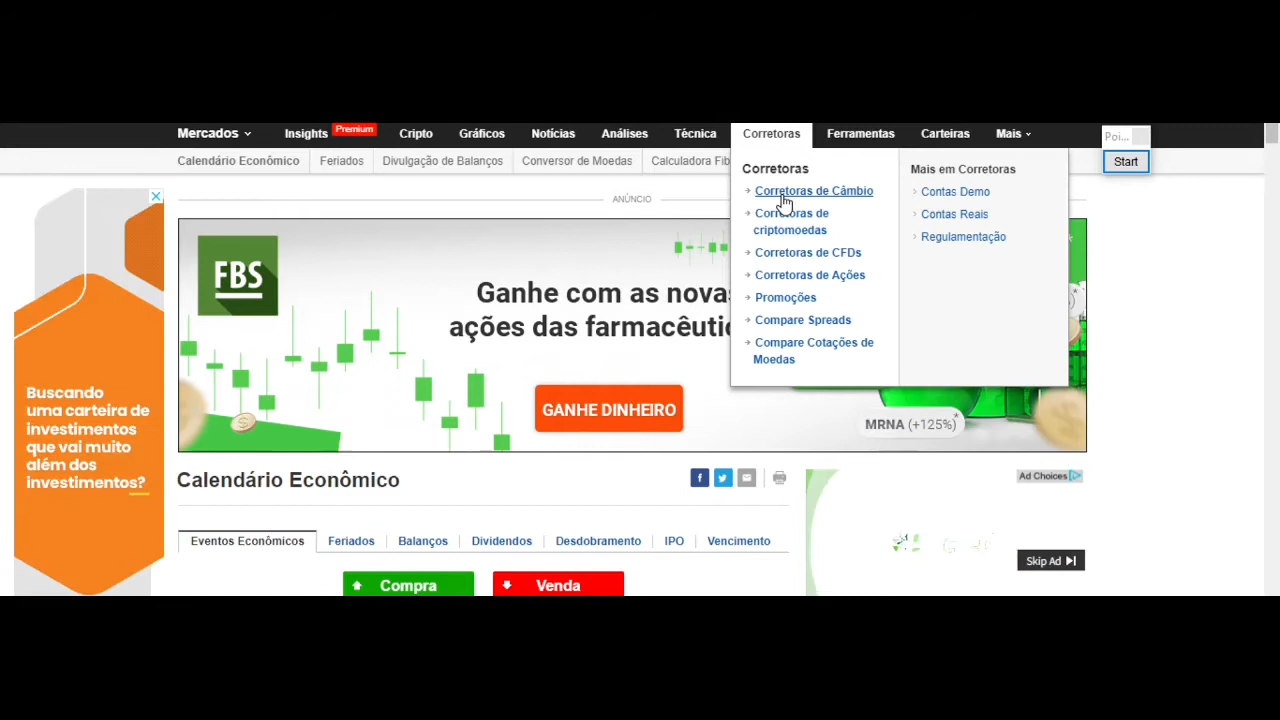 Mercados Insights Premium Cripto Gráficos Notícias Análises Técnica Corretoras Ferramentas Carteiras Mais
Poi...
Start
Calendário Econômico Feriados Divulgação de Balanços Conversor de Moedas Calculadora Fib
Corretoras
Corretoras de Câmbio
Corretoras de
criptomoedas
Corretoras de CFDs
Corretoras de Ações
Promoções
Compare Spreads
Compare Cotações de
Moedas
Mais em Corretoras
Contas Demo
Contas Reais
Regulamentação
ANÚNCIO
FBS
Ganhe com as novas
ações das farmacêutic
GANHE DINHEIRO
MRNA (+125%)*
Buscando
uma carteira de
investimentos
que vai muito
além dos
investimentos?
Calendário Econômico
Ad Choices
Eventos Econômicos Feriados Balanços Dividendos Desdobramento IPO Vencimento
Skip Ad
Compra Venda